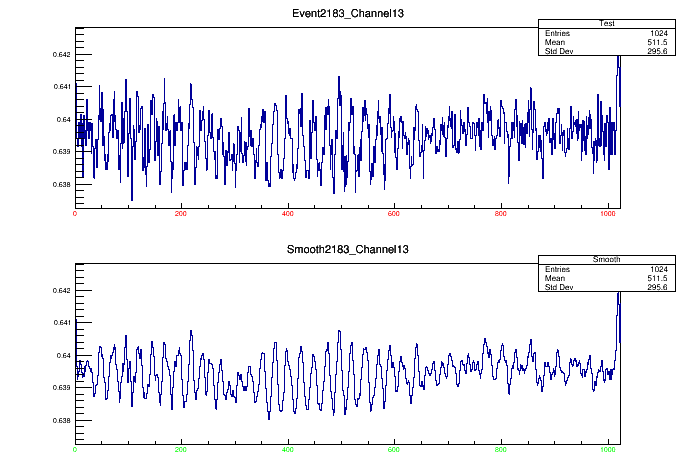 Event2183_Channel13
Test
Entries 1024
Mean 511.5
Std Dev 295.6
0.642
0.641
0.64
0.639
0.638
0 200 400 600 800 1000
Smooth2183_Channel13
Smooth
Entries 1024
Mean 511.5
Std Dev 295.6
0.642
0.641
0.64
0.639
0.638
0 200 400 600 800 1000